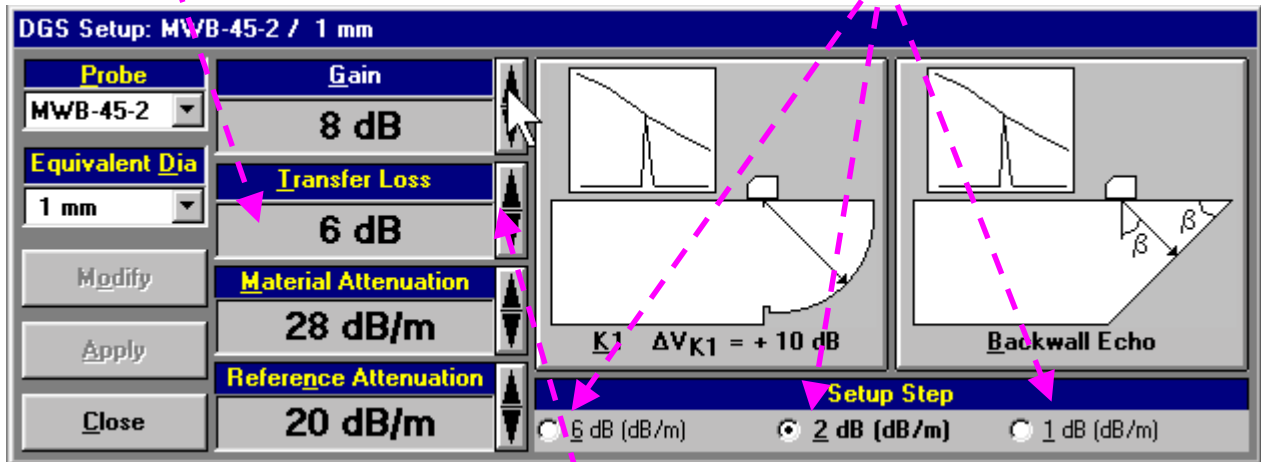 DGS Setup: MWB-45-2 / 1 mm
Probe
MWB-45-2
Equivalent Dia
1 mm
Modify
Apply
Close
Gain
8 dB
Transfer Loss
6 dB
Material Attenuation
28 dB/m
Reference Attenuation
20 dB/m
K1 ΔVK1 = + 10 dB
β
β
Backwall Echo
Setup Step
6 dB (dB/m)
2 dB (dB/m)
1 dB (dB/m)